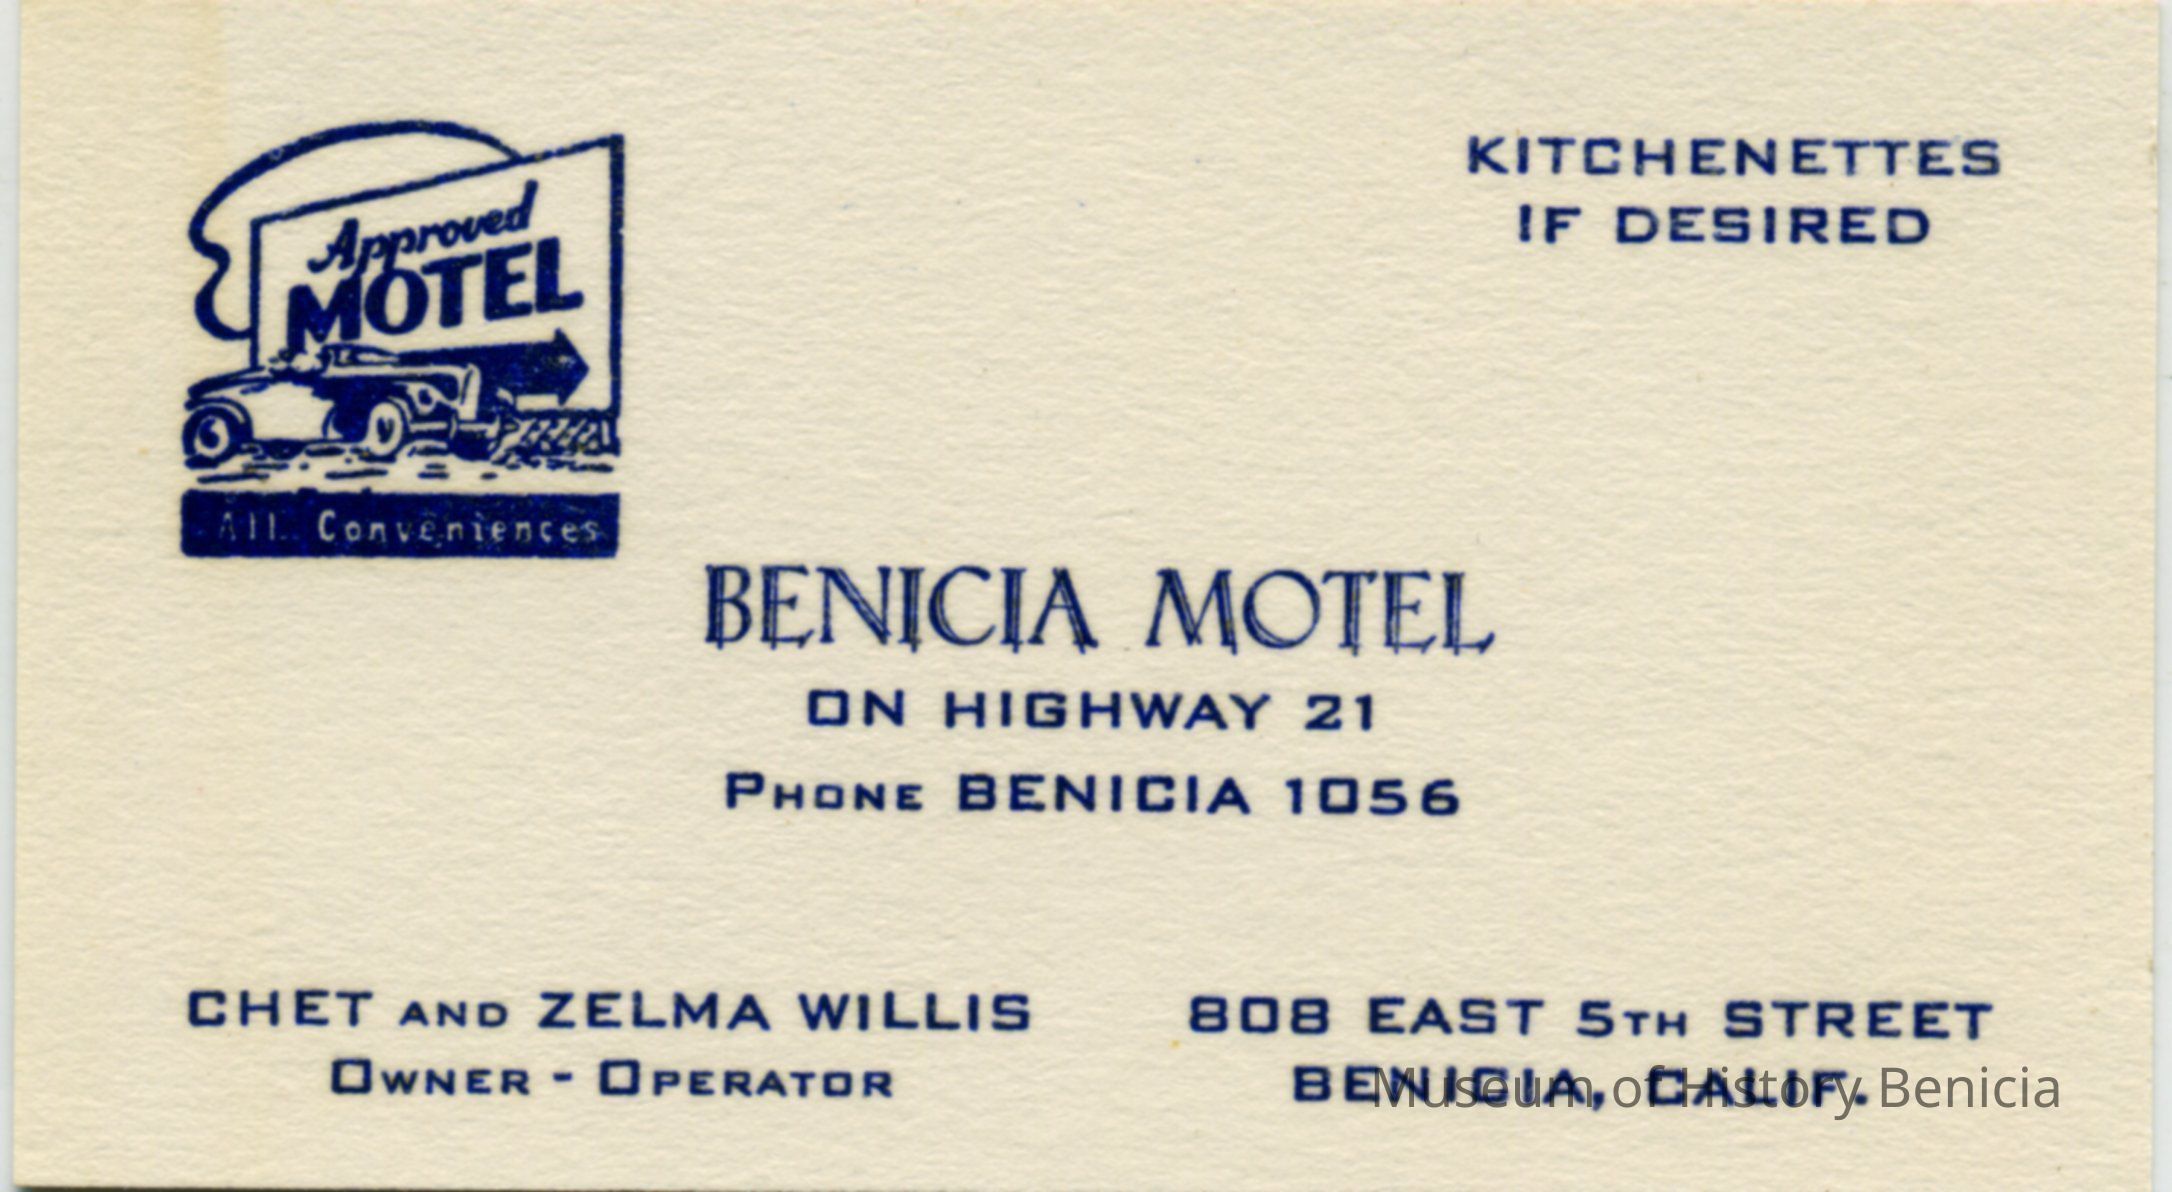 Approved
MOTEL
All Conveniences
KITCHENETTES
IF DESIRED
BENICIA MOTEL
ON HIGHWAY 21
PHONE BENICIA 1056
CHET AND ZELMA WILLIS
OWNER - OPERATOR
808 EAST 5TH STREET
BENICIA, CALIF.
Museum of History Benicia